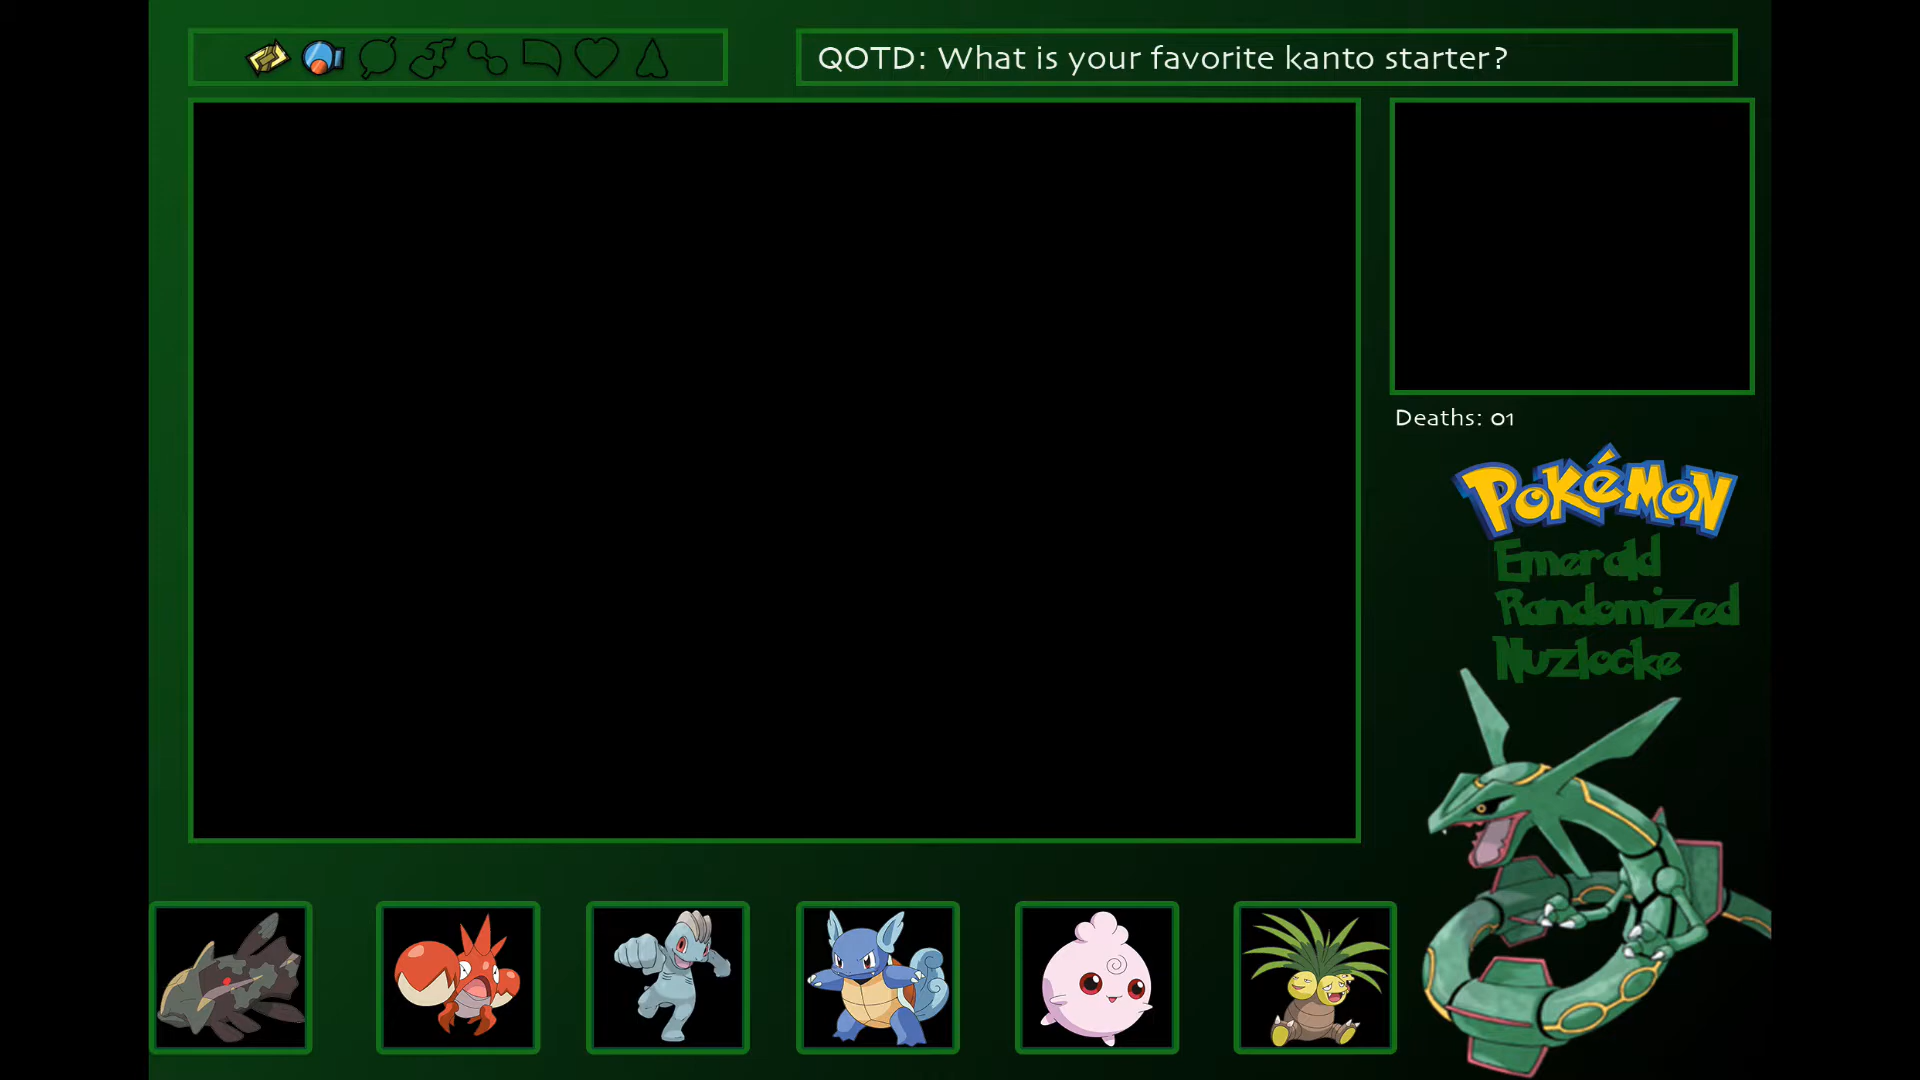 QOTD: What is your favorite kanto starter?
Deaths: 01
POKéMON
Emerald
Randomized
Nuzlocke